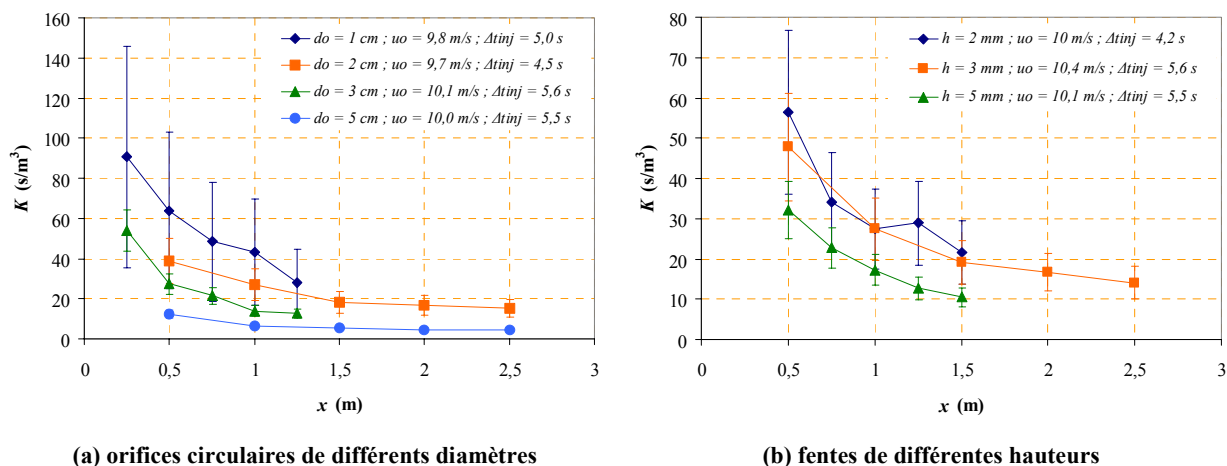 160
140
120
100
80
60
40
20
0
K (s/m³)
do = 1 cm ; uo = 9,8 m/s ; Δtinj = 5,0 s
do = 2 cm ; uo = 9,7 m/s ; Δtinj = 4,5 s
do = 3 cm ; uo = 10,1 m/s ; Δtinj = 5,6 s
do = 5 cm ; uo = 10,0 m/s ; Δtinj = 5,5 s
0 0,5 1 1,5 2 2,5 3
x (m)
(a) orifices circulaires de différents diamètres
80
70
60
50
40
30
20
10
0
K (s/m³)
h = 2 mm ; uo = 10 m/s ; Δtinj = 4,2 s
h = 3 mm ; uo = 10,4 m/s ; Δtinj = 5,6 s
h = 5 mm ; uo = 10,1 m/s ; Δtinj = 5,5 s
0 0,5 1 1,5 2 2,5 3
x (m)
(b) fentes de différentes hauteurs